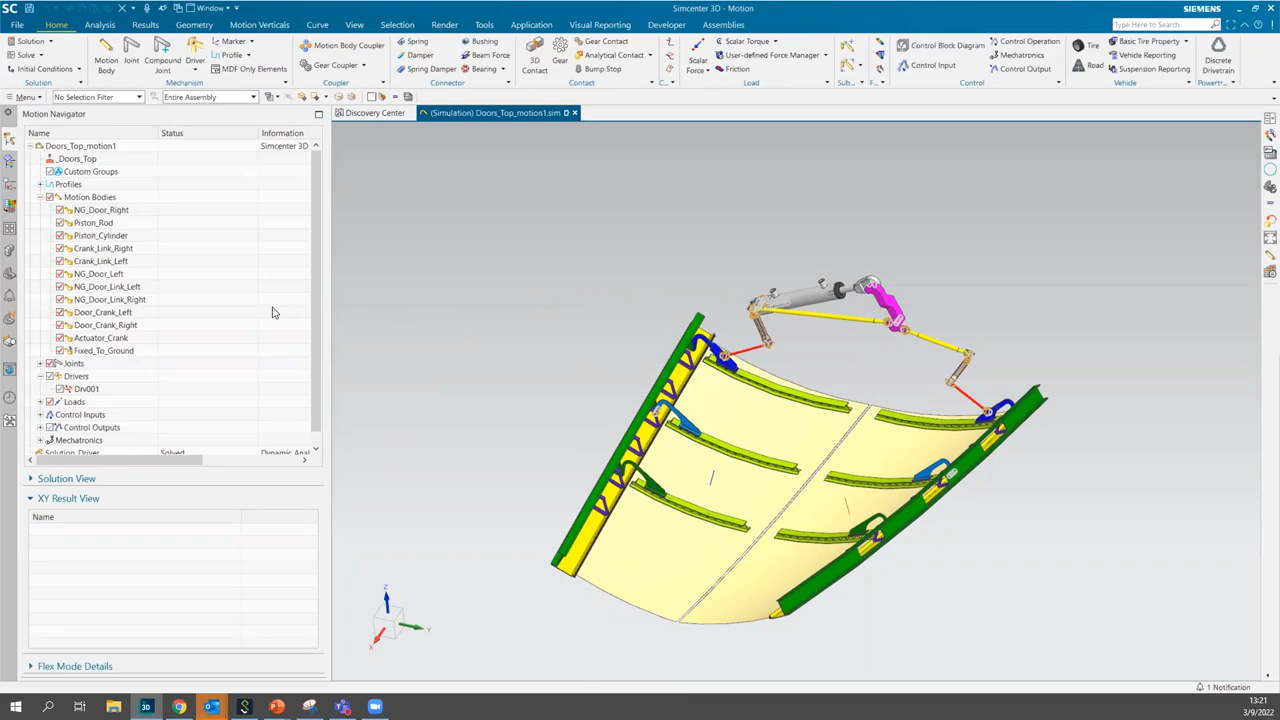 SC Window Simcenter 3D - Motion SIEMENS
File Home Analysis Results Tools Geometry Motion Verticals Curve View Selection Render Tools Application Visual Reporting Developer Assemblies Type Here to Search
Solution Marker Motion Body Coupler Spring Bushing Gear Contact Scalar Torque Control Block Diagram Control Operation Basic Tire Property
Solve Profile Damper Beam Force Analytical Contact User-defined Force Manager Mechatronics Vehicle Reporting
Initial Conditions MDF Only Elements Gear Coupler Spring Damper Bearing Bump Stop Friction Control Input Control Output Suspension Reporting
Motion Body Joint Compound Joint Driver 3D Contact Gear Scalar Force Sub... Tire Road Discrete Drivetrain
Solution Mechanism Coupler Connector Contact C... Load F... Control Vehicle Powertr...
Menu No Selection Filter Entire Assembly
Motion Navigator
Discovery Center (Simulation) Doors_Top_motion1.sim
Name Status Information
Doors_Top_motion1 Simcenter 3D
_Doors_Top
Custom Groups
Profiles
Motion Bodies
NG_Door_Right
Piston_Rod
Piston_Cylinder
Crank_Link_Right
Crank_Link_Left
NG_Door_Left
NG_Door_Link_Left
NG_Door_Link_Right
Door_Crank_Left
Door_Crank_Right
Actuator_Crank
Fixed_To_Ground
Joints
Drivers
Drv001
Loads
Control Inputs
Control Outputs
Mechatronics
Solution_Driver Solved Dynamic Anal
Solution View
XY Result View
Name
Flex Mode Details
Z
Y
X
1 Notification
13:21
3/9/2022